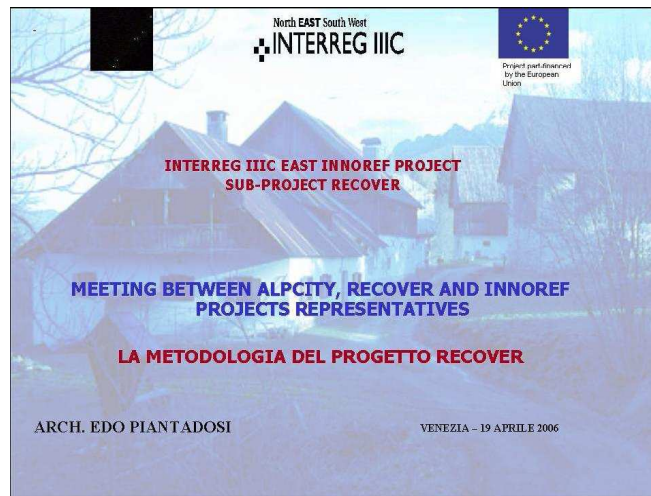 North EAST South West
INTERREG IIIC
Project part-financed
by the European
Union
INTERREG IIIC EAST INNOREF PROJECT
SUB-PROJECT RECOVER
MEETING BETWEEN ALPCITY, RECOVER AND INNOREF
PROJECTS REPRESENTATIVES
LA METODOLOGIA DEL PROGETTO RECOVER
ARCH. EDO PIANTADOSI
VENEZIA – 19 APRILE 2006